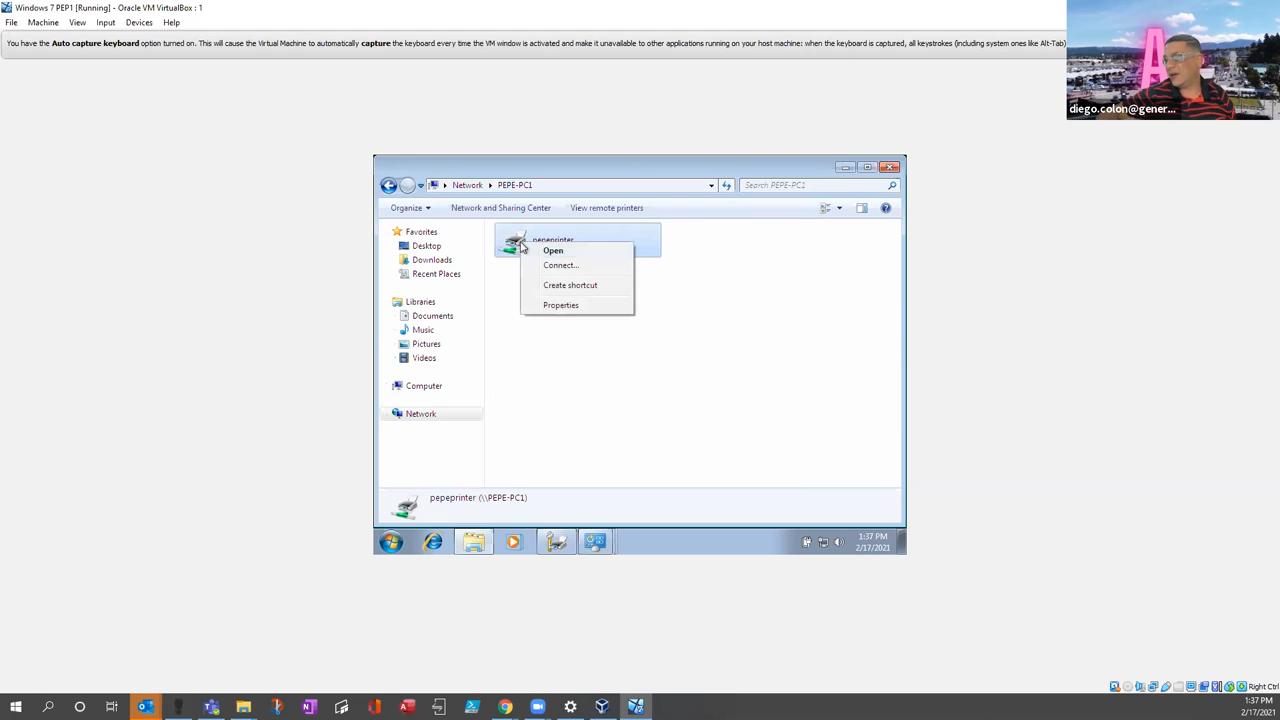 Windows 7 PEP1 [Running] - Oracle VM VirtualBox : 1
File Machine View Input Devices Help
You have the Auto capture keyboard option turned on. This will cause the Virtual Machine to automatically capture the keyboard every time the VM window is activated and make it unavailable to other applications running on your host machine: when the keyboard is captured, all keystrokes (including system ones like Alt-Tab)
A
diego.colon@gener...
Network PEPE-PC1
Search PEPE-PC1
Organize Network and Sharing Center View remote printers
Favorites
Desktop
Downloads
Recent Places
Libraries
Documents
Music
Pictures
Videos
Computer
Network
pepeprinter
Open
Connect...
Create shortcut
Properties
pepeprinter (\\PEPE-PC1)
1:37 PM
2/17/2021
Right Ctrl
1:37 PM
2/17/2021